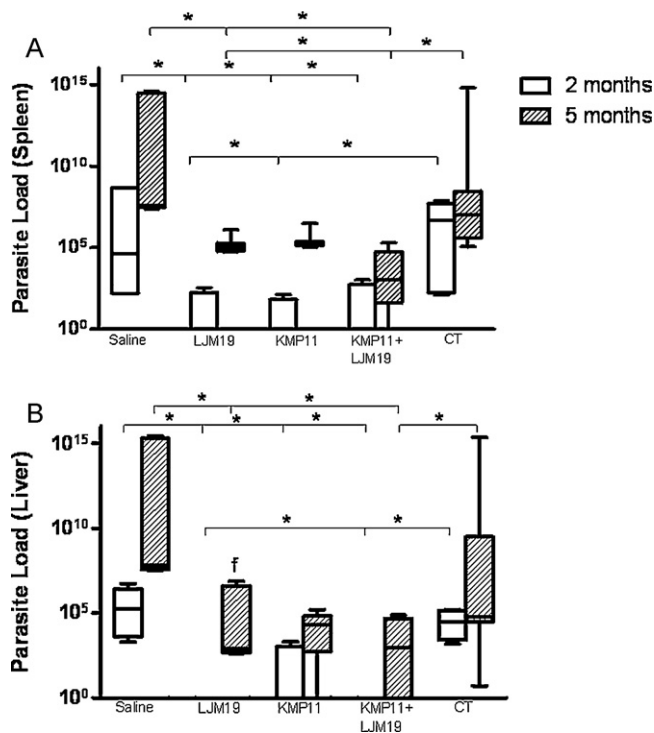 A
* *
* *
* * *
* *
Parasite Load (Spleen)
10^15
10^10
10^5
10^0
Saline LJM19 KMP11 KMP11+ LJM19 CT
2 months
5 months
B
* *
* * * *
* *
f
Parasite Load (Liver)
10^15
10^10
10^5
10^0
Saline LJM19 KMP11 KMP11+ LJM19 CT